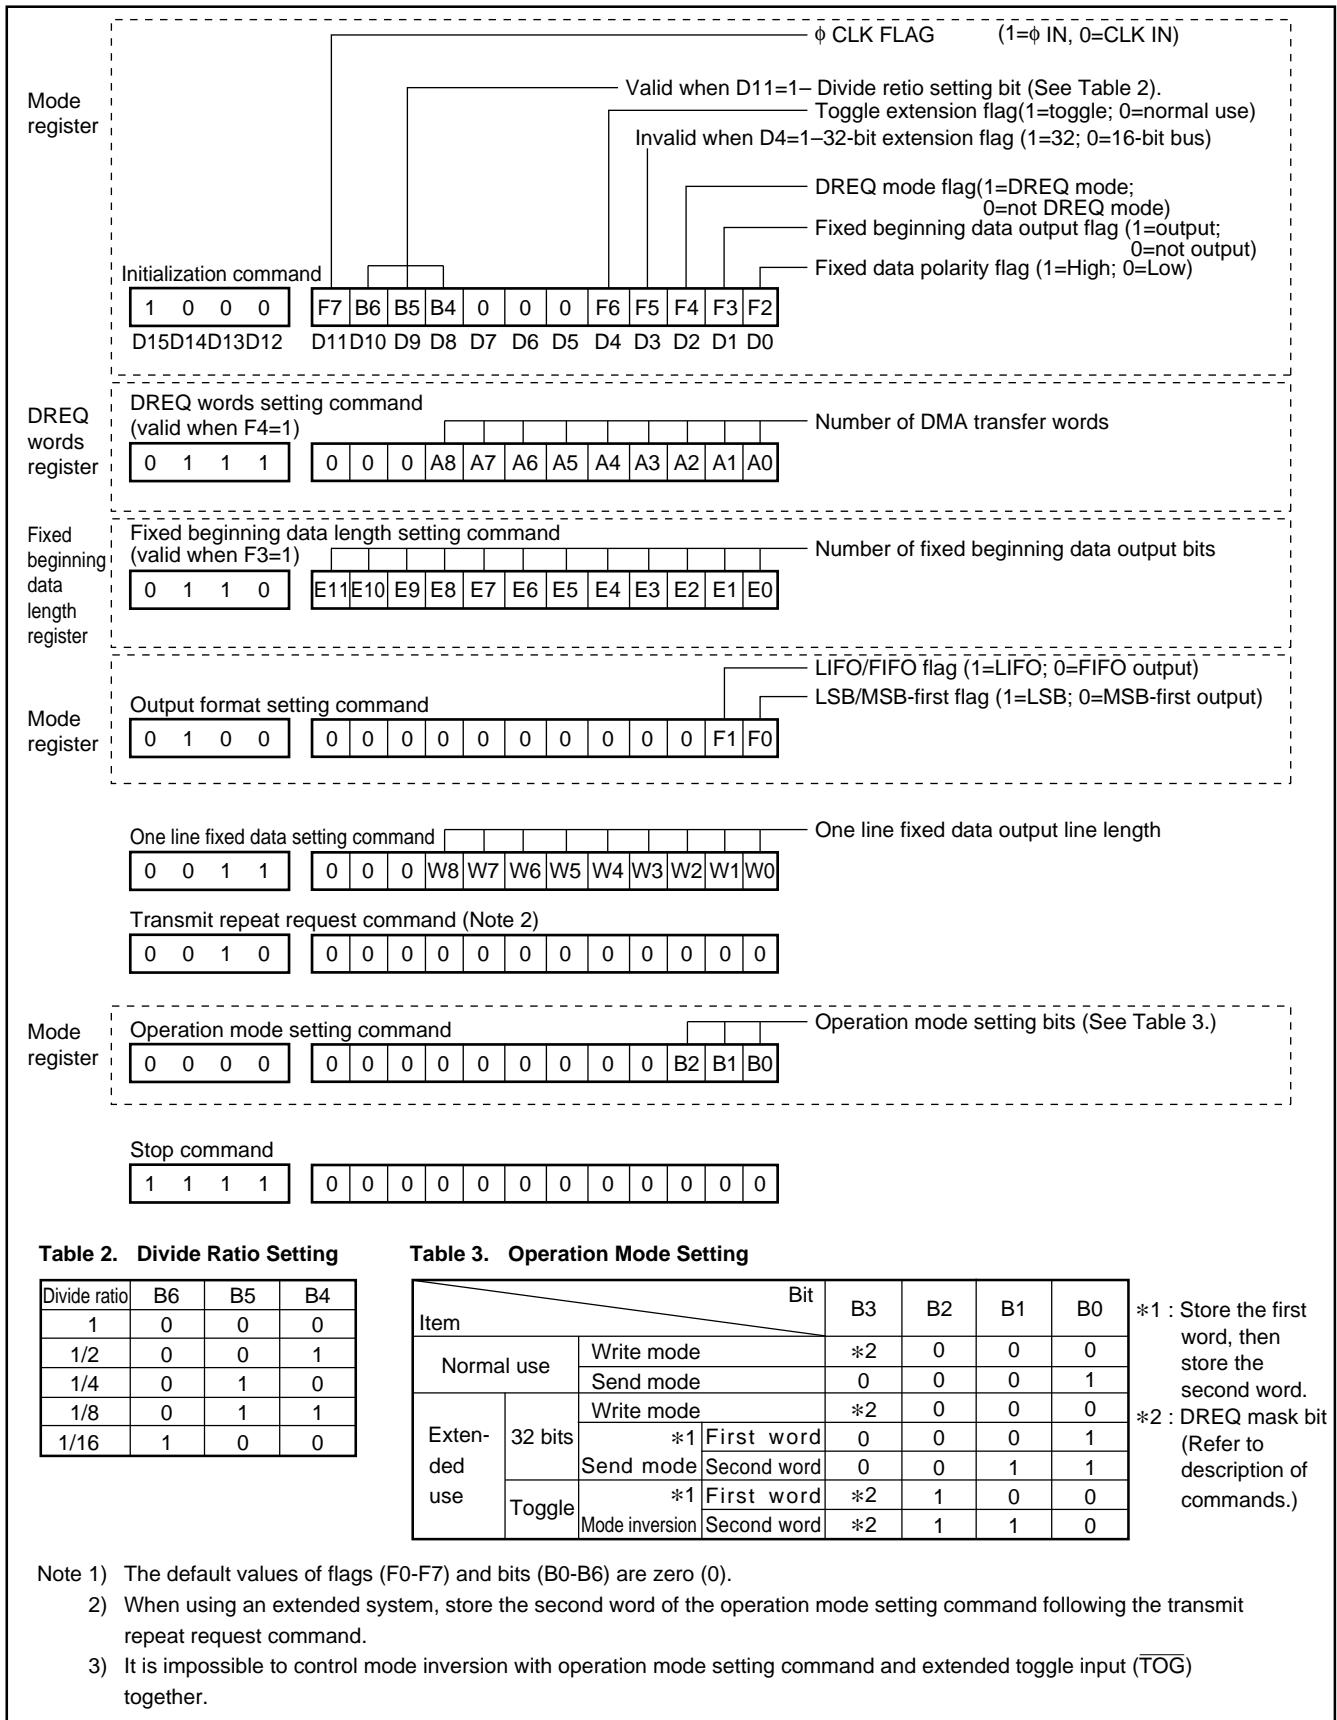 φ CLK FLAG (1=φ IN, 0=CLK IN)
Mode
register
Valid when D11=1– Divide retio setting bit (See Table 2).
Toggle extension flag(1=toggle; 0=normal use)
Invalid when D4=1–32-bit extension flag (1=32; 0=16-bit bus)
DREQ mode flag(1=DREQ mode;
0=not DREQ mode)
Fixed beginning data output flag (1=output;
0=not output)
Fixed data polarity flag (1=High; 0=Low)
Initialization command
1 0 0 0 F7 B6 B5 B4 0 0 0 F6 F5 F4 F3 F2
D15D14D13D12 D11D10 D9 D8 D7 D6 D5 D4 D3 D2 D1 D0
DREQ
words
register
DREQ words setting command
(valid when F4=1)
Number of DMA transfer words
0 1 1 1 0 0 0 A8 A7 A6 A5 A4 A3 A2 A1 A0
Fixed
beginning
data
length
register
Fixed beginning data length setting command
(valid when F3=1)
Number of fixed beginning data output bits
0 1 1 0 E11 E10 E9 E8 E7 E6 E5 E4 E3 E2 E1 E0
Mode
register
LIFO/FIFO flag (1=LIFO; 0=FIFO output)
LSB/MSB-first flag (1=LSB; 0=MSB-first output)
Output format setting command
0 1 0 0 0 0 0 0 0 0 0 0 0 0 F1 F0
One line fixed data setting command
One line fixed data output line length
0 0 1 1 0 0 0 W8 W7 W6 W5 W4 W3 W2 W1 W0
Transmit repeat request command (Note 2)
0 0 1 0 0 0 0 0 0 0 0 0 0 0 0 0
Mode
register
Operation mode setting command
Operation mode setting bits (See Table 3.)
0 0 0 0 0 0 0 0 0 0 0 0 0 B2 B1 B0
Stop command
1 1 1 1 0 0 0 0 0 0 0 0 0 0 0 0
Table 2. Divide Ratio Setting
Divide ratio B6 B5 B4
1 0 0 0
1/2 0 0 1
1/4 0 1 0
1/8 0 1 1
1/16 1 0 0
Table 3. Operation Mode Setting
Bit
Item
B3 B2 B1 B0
Normal use
Write mode ∗2 0 0 0
Send mode 0 0 0 1
Exten-
ded
use
32 bits
Write mode ∗2 0 0 0
∗1
Send mode
First word 0 0 0 1
Second word 0 0 1 1
Toggle
∗1
Mode inversion
First word ∗2 1 0 0
Second word ∗2 1 1 0
∗1 : Store the first
word, then
store the
second word.
∗2 : DREQ mask bit
(Refer to
description of
commands.)
Note 1) The default values of flags (F0-F7) and bits (B0-B6) are zero (0).
2) When using an extended system, store the second word of the operation mode setting command following the transmit
repeat request command.
3) It is impossible to control mode inversion with operation mode setting command and extended toggle input (T̅O̅G̅)
together.